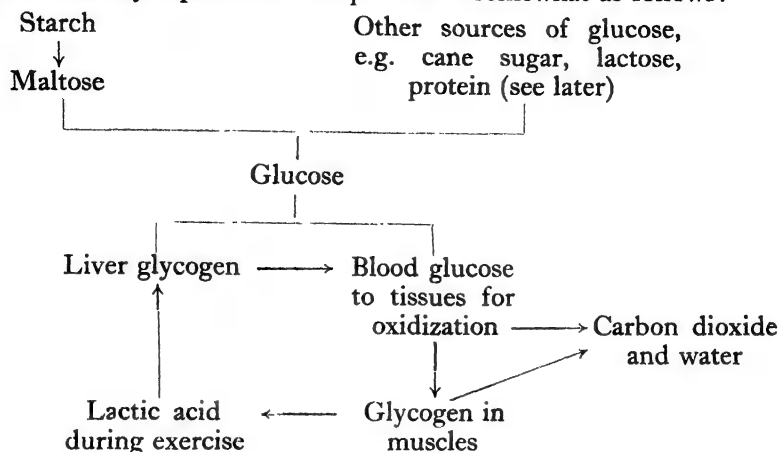 Starch
Maltose
Other sources of glucose,
e.g. cane sugar, lactose,
protein (see later)
Glucose
Liver glycogen
Blood glucose
to tissues for
oxidization
Carbon dioxide
and water
Lactic acid
during exercise
Glycogen in
muscles